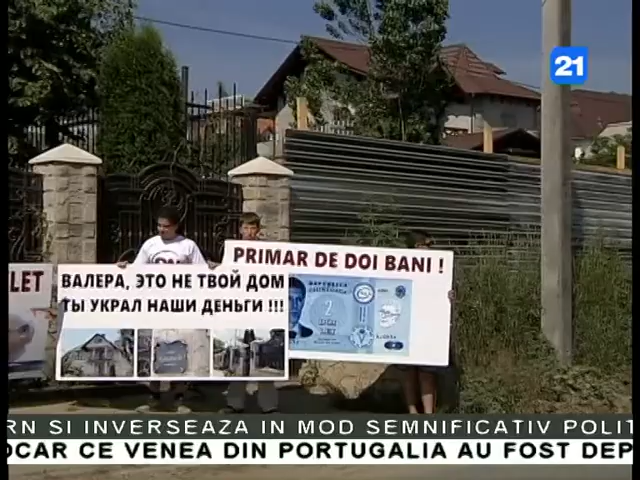 21
PRIMAR DE DOI BANI !
LET
ВАЛЕРА, ЭТО НЕ ТВОЙ ДОМ
ТЫ УКРАЛ НАШИ ДЕНЬГИ !!!
2
RN SI INVERSEAZA IN MOD SEMNIFICATIV POLIT
OCAR CE VENEA DIN PORTUGALIA AU FOST DEP